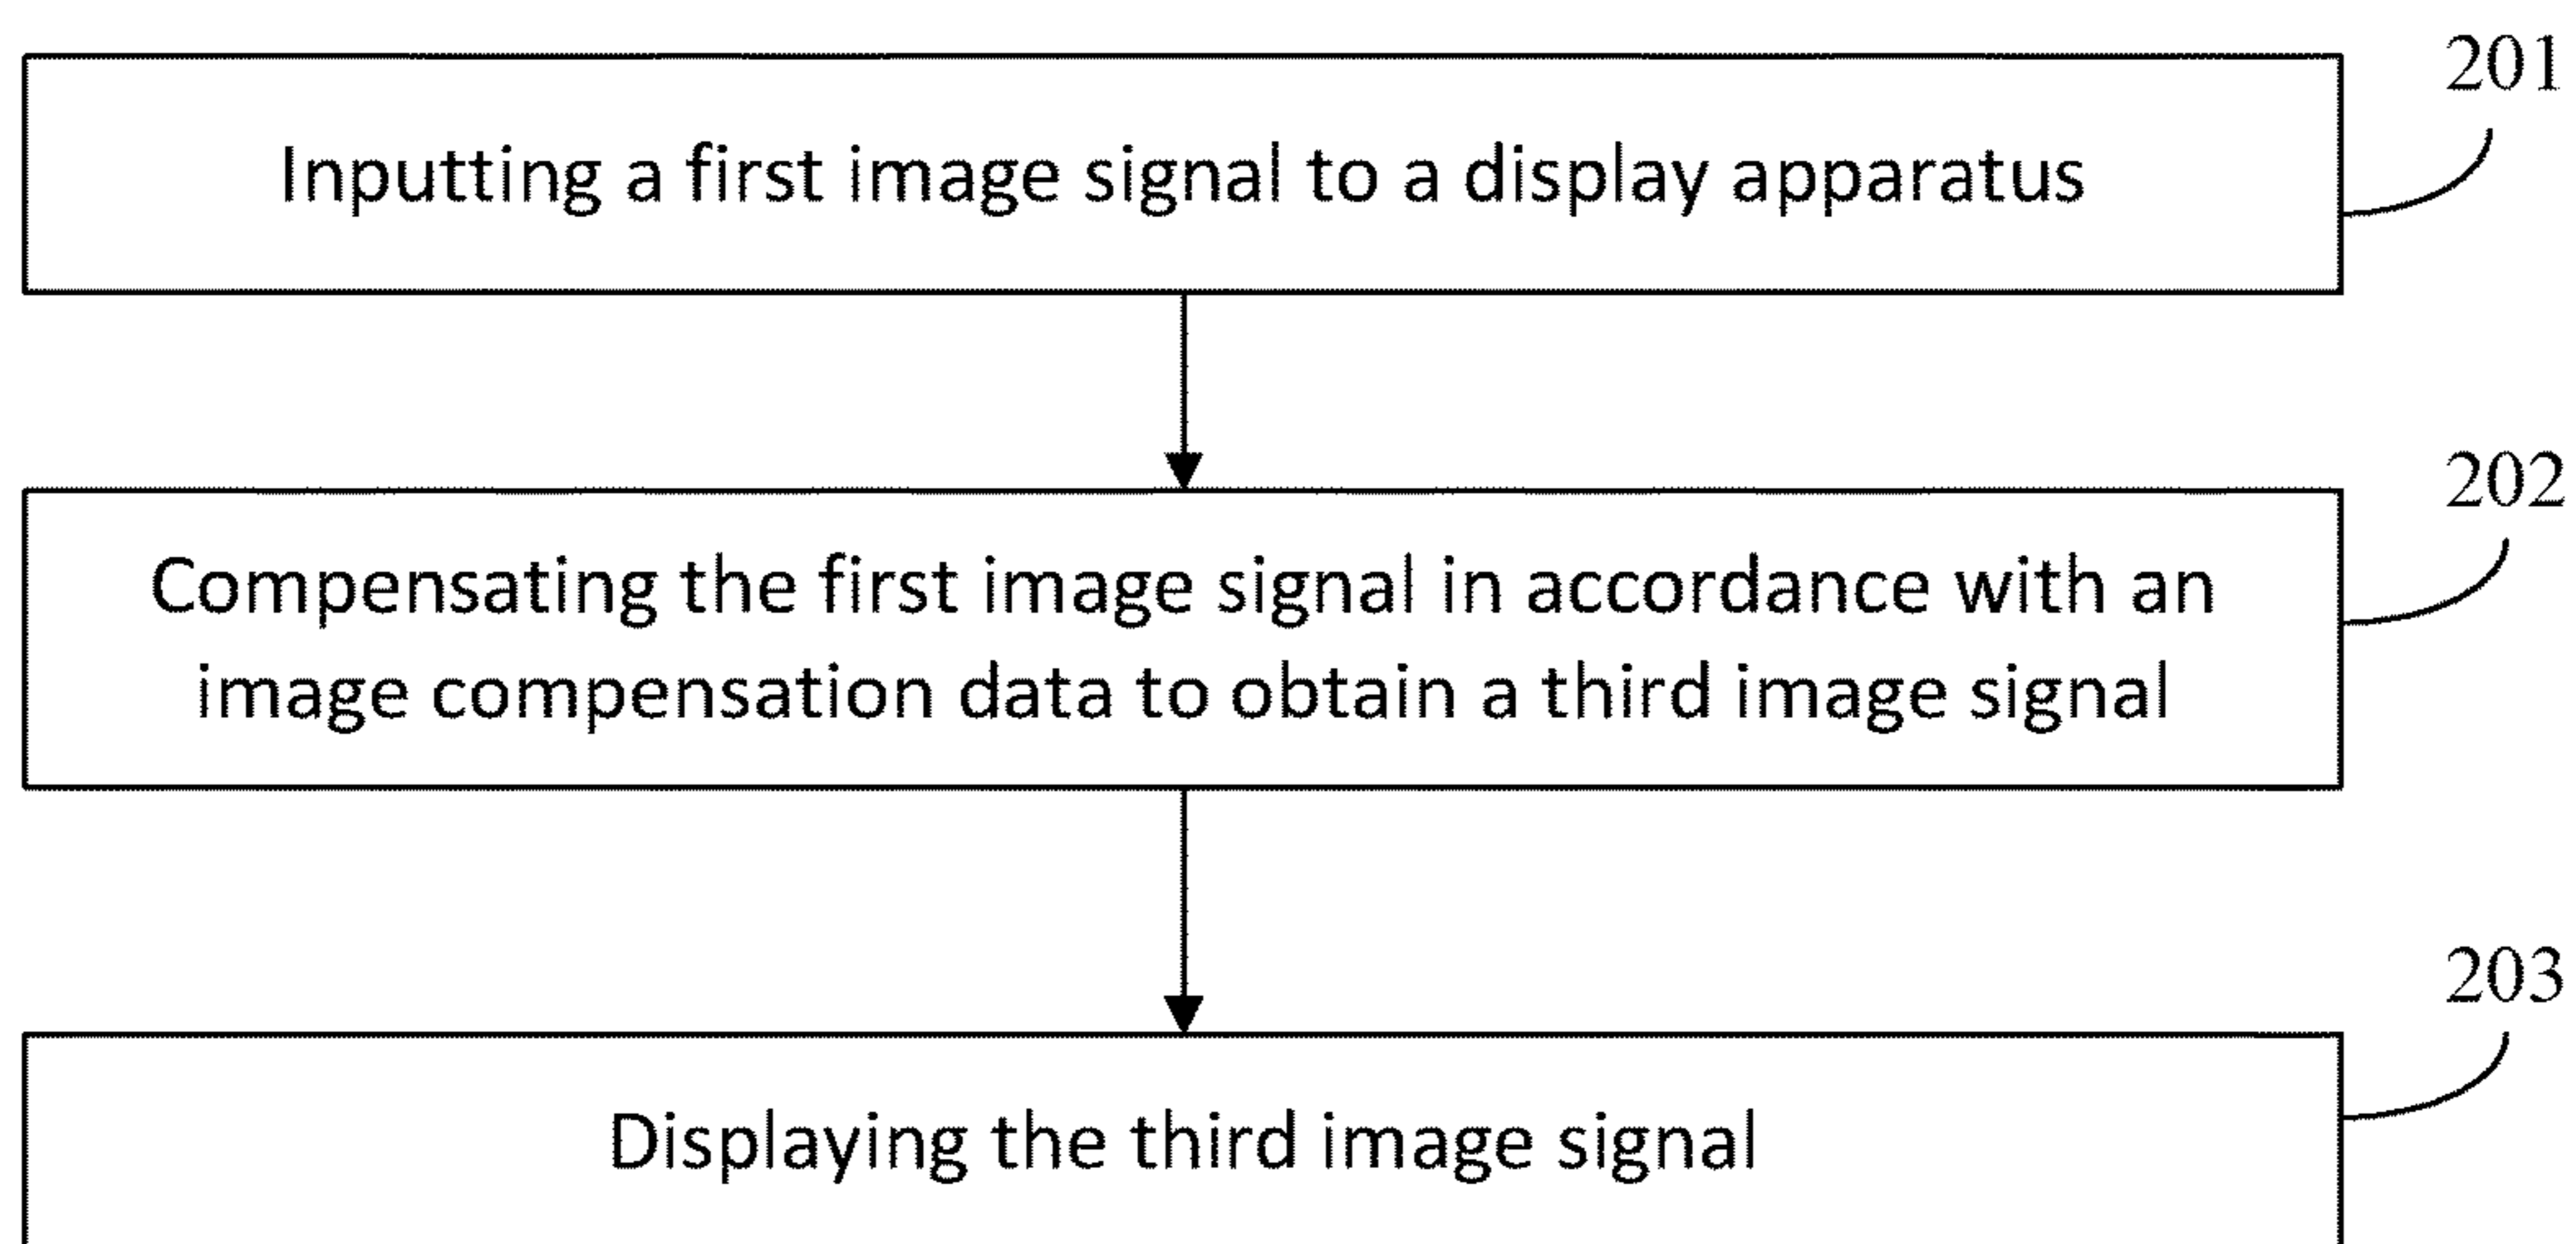 201
Inputting a first image signal to a display apparatus
202
Compensating the first image signal in accordance with an
image compensation data to obtain a third image signal
203
Displaying the third image signal